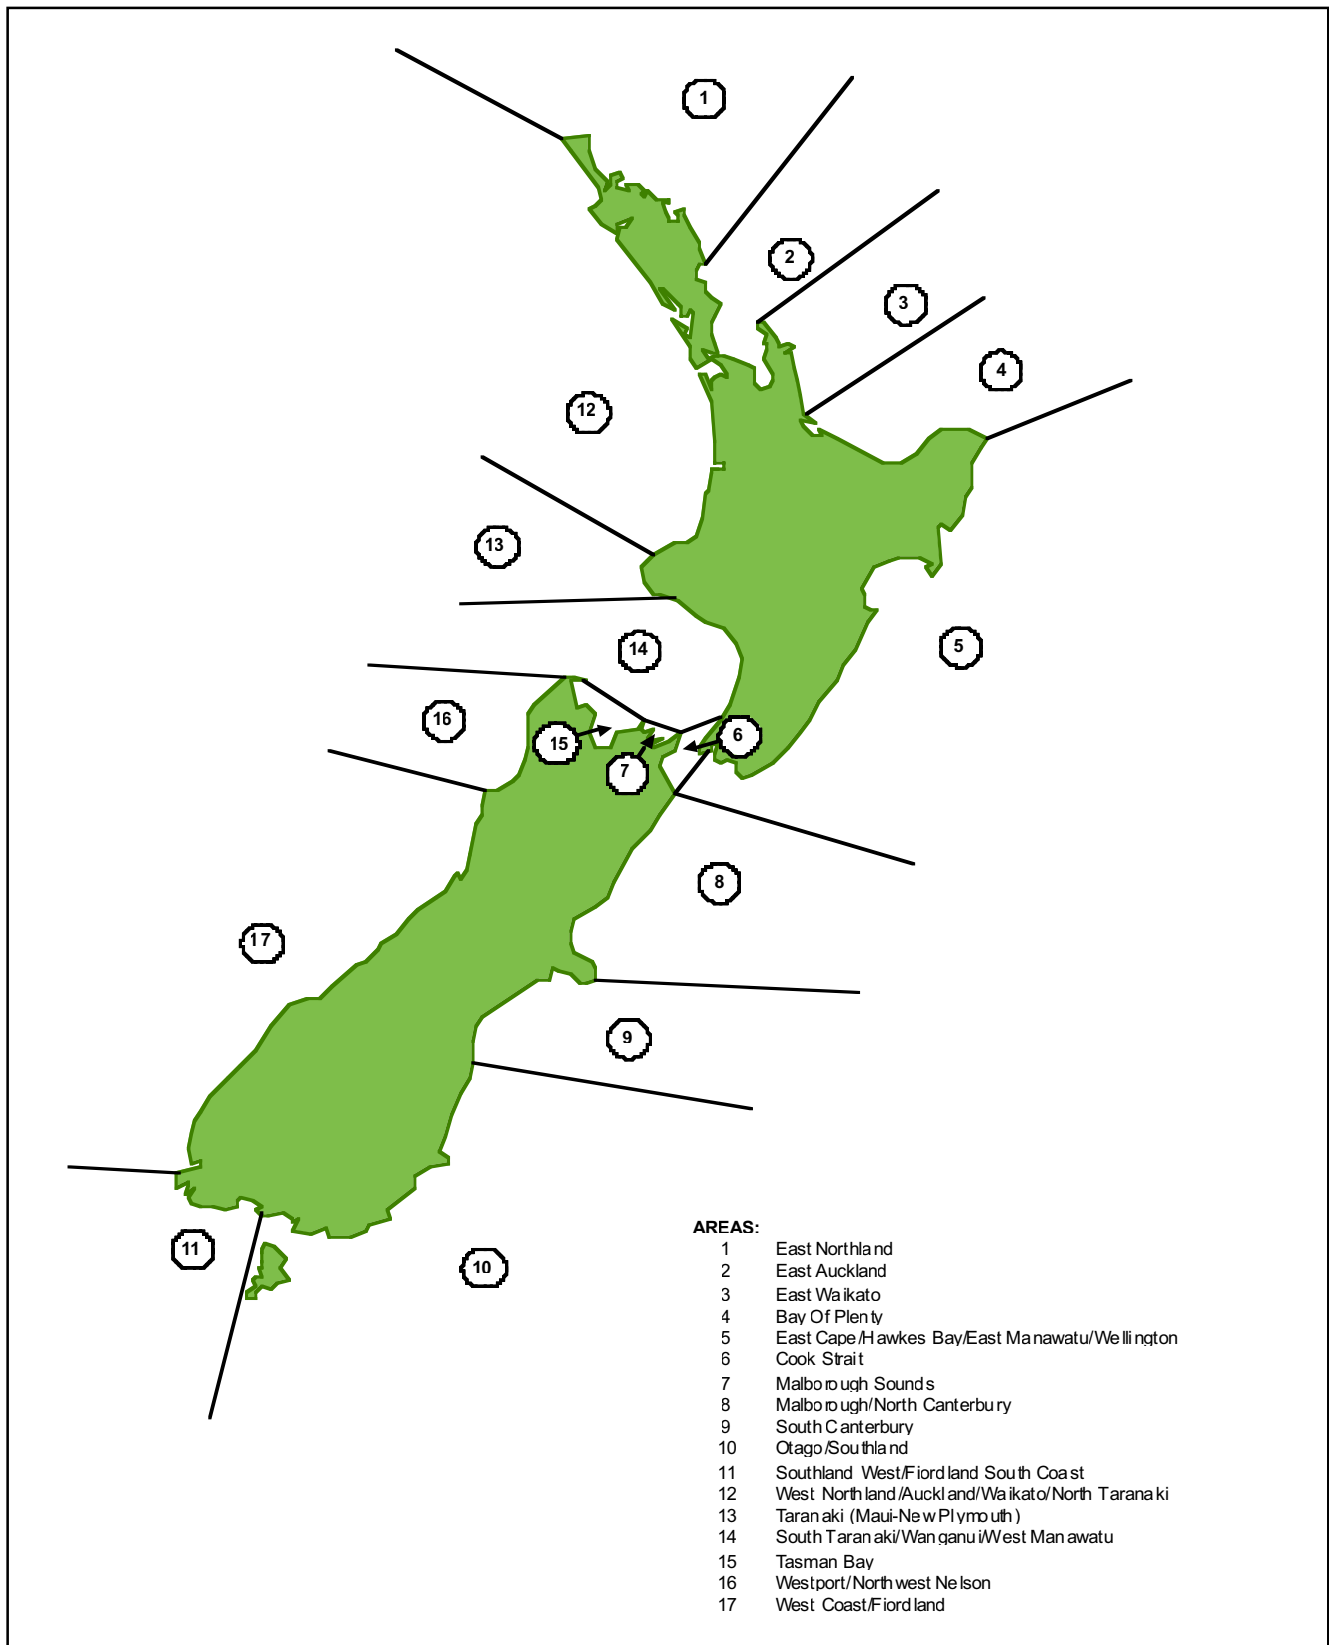 1
2
3
4
12
13
5
14
16
6
15
7
8
17
9
11
10
AREAS:
1 East Northland
2 East Auckland
3 East Waikato
4 Bay Of Plenty
5 East Cape/Hawkes Bay/East Manawatu/Wellington
6 Cook Strait
7 Malborough Sounds
8 Malborough/North Canterbury
9 South Canterbury
10 Otago/Southland
11 Southland West/Fiordland South Coast
12 West Northland/Auckland/Waikato/North Taranaki
13 Taranaki (Maui-New Plymouth)
14 South Taranaki/Wanganui/West Manawatu
15 Tasman Bay
16 Westport/Northwest Nelson
17 West Coast/Fiordland